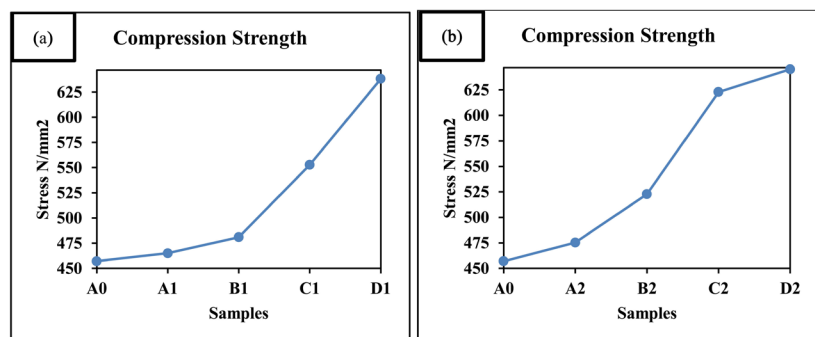 (a)
Compression Strength
Stress N/mm2
625
600
575
550
525
500
475
450
A0 A1 B1 C1 D1
Samples
(b)
Compression Strength
Stress N/mm2
625
600
575
550
525
500
475
450
A0 A2 B2 C2 D2
Samples